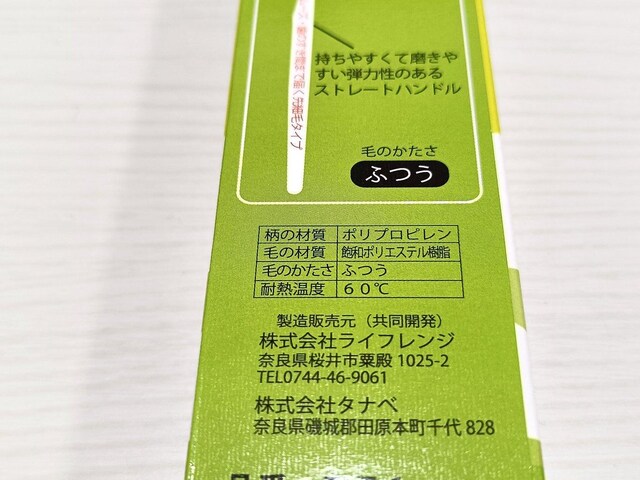 持ちやすくて磨きや
すい弾力性のある
ストレートハンドル
毛のかたさ
ふつう
柄の材質 ポリプロピレン
毛の材質 飽和ポリエステル樹脂
毛のかたさ ふつう
耐熱温度 60℃
製造販売元（共同開発）
株式会社ライフレンジ
奈良県桜井市粟殿 1025-2
TEL0744-46-9061
株式会社タナベ
奈良県磯城郡田原本町千代 828